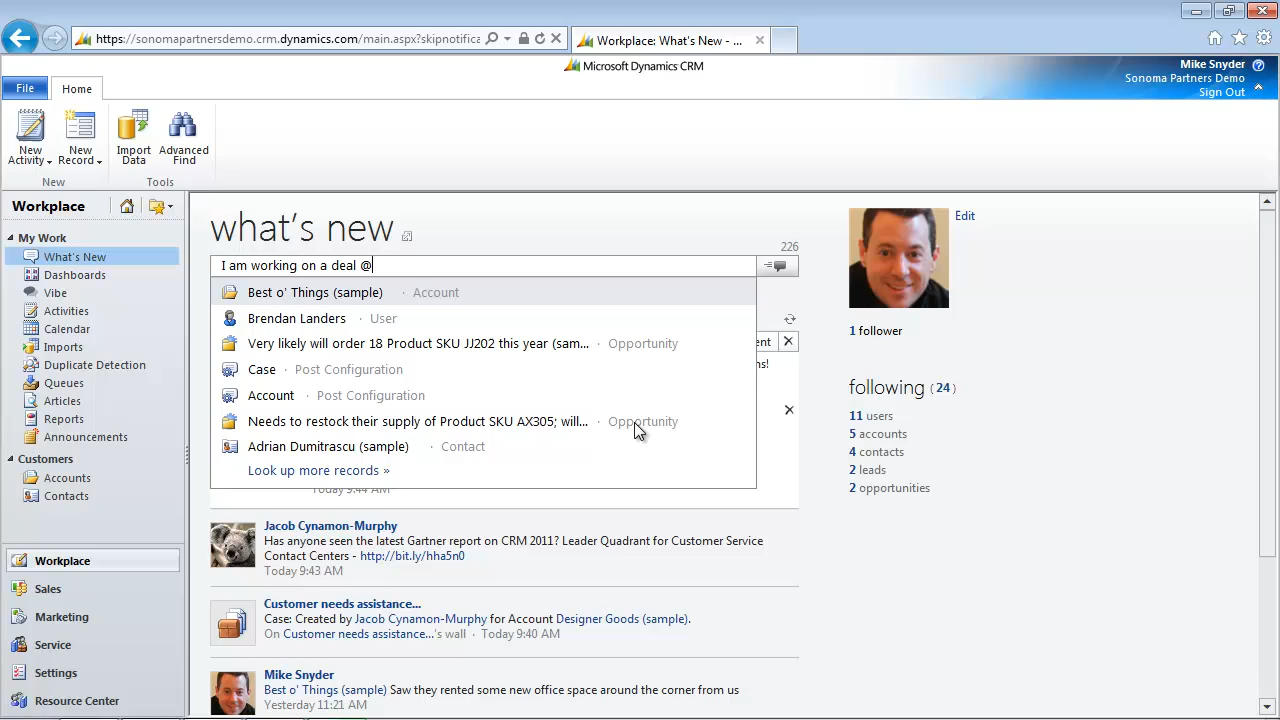 https://sonomapartnersdemo.crm.dynamics.com/main.aspx?skipnotifica
Workplace: What's New - ...
Microsoft Dynamics CRM
Mike Snyder
Sonoma Partners Demo
Sign Out
File
Home
New Activity
New Record
Import Data
Advanced Find
New
Tools
Workplace
My Work
What's New
Dashboards
Vibe
Activities
Calendar
Imports
Duplicate Detection
Queues
Articles
Reports
Announcements
Customers
Accounts
Contacts
Workplace
Sales
Marketing
Service
Settings
Resource Center
what's new
226
I am working on a deal @
Best o' Things (sample) · Account
Brendan Landers · User
Very likely will order 18 Product SKU JJ202 this year (sam... · Opportunity
Case · Post Configuration
Account · Post Configuration
Needs to restock their supply of Product SKU AX305; will... · Opportunity
Adrian Dumitrascu (sample) · Contact
Look up more records »
Today 9:44 AM
Jacob Cynamon-Murphy
Has anyone seen the latest Gartner report on CRM 2011? Leader Quadrant for Customer Service
Contact Centers - http://bit.ly/hha5n0
Today 9:43 AM
Customer needs assistance...
Case: Created by Jacob Cynamon-Murphy for Account Designer Goods (sample).
On Customer needs assistance...'s wall · Today 9:40 AM
Mike Snyder
Best o' Things (sample) Saw they rented some new office space around the corner from us
Yesterday 11:21 AM
Edit
1 follower
following (24)
11 users
5 accounts
4 contacts
2 leads
2 opportunities